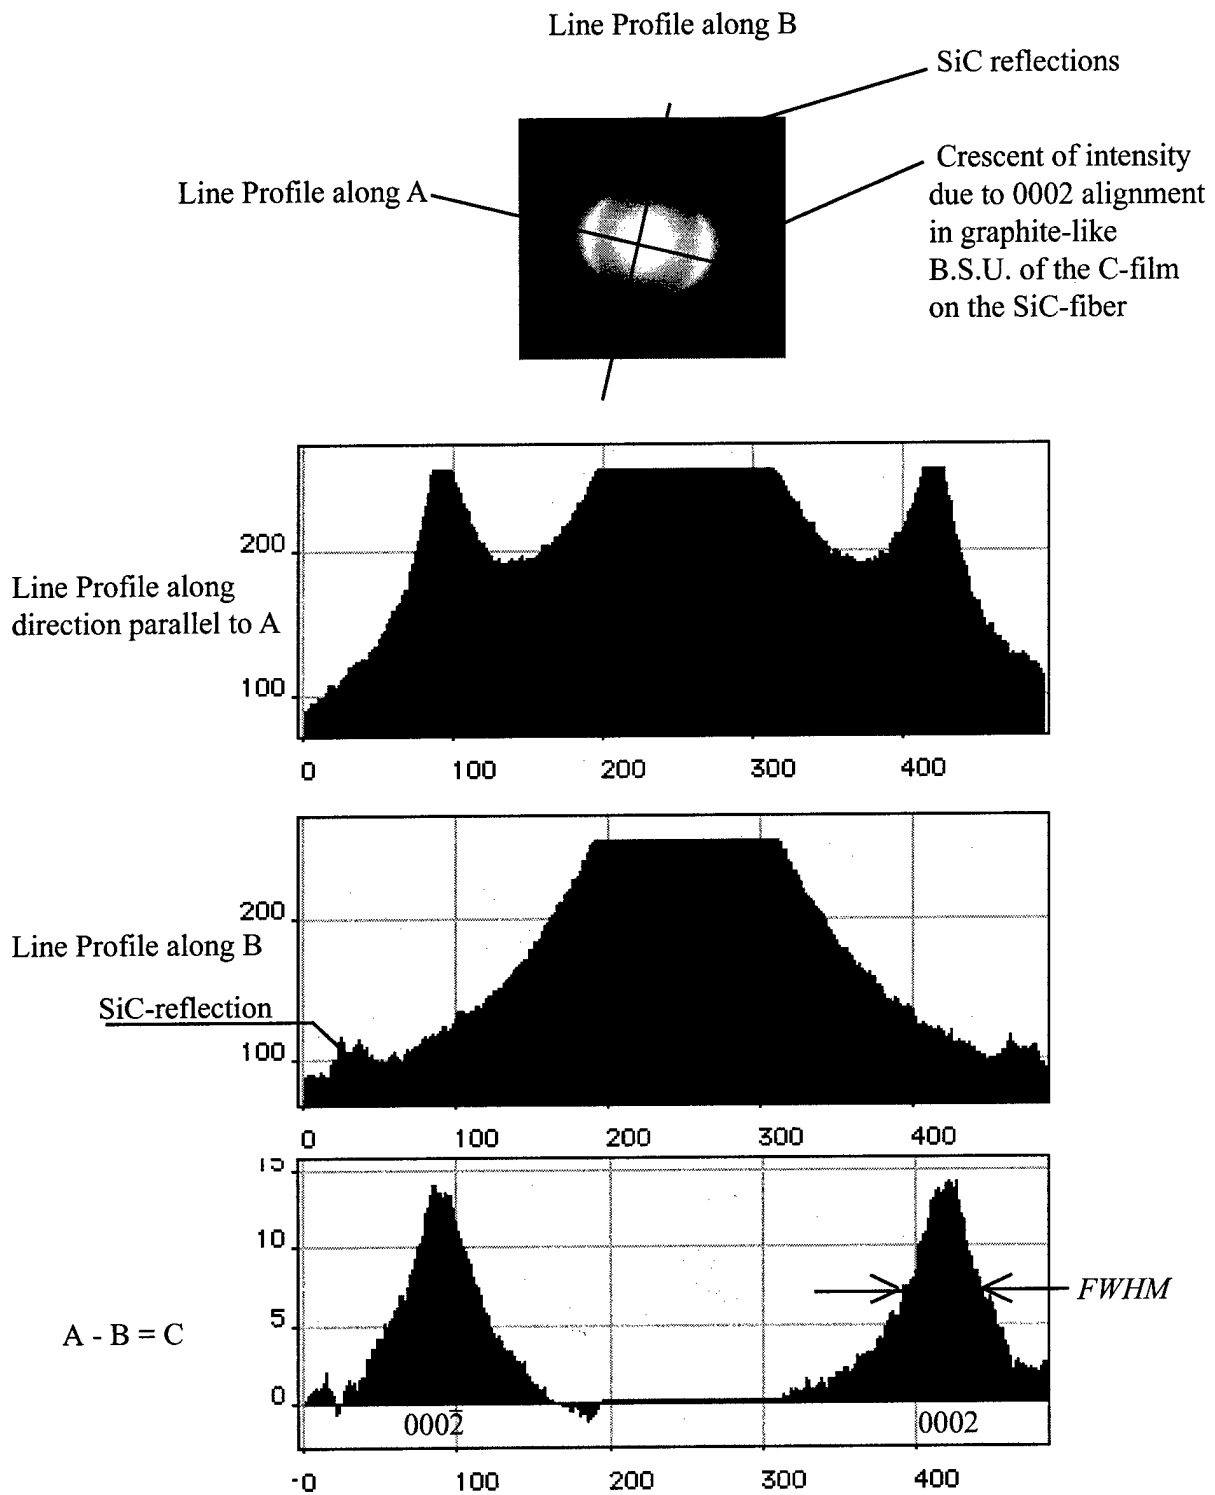 Line Profile along B
SiC reflections
Line Profile along A
Crescent of intensity
due to 0002 alignment
in graphite-like
B.S.U. of the C-film
on the SiC-fiber
200
100
Line Profile along
direction parallel to A
0 100 200 300 400
200
100
Line Profile along B
SiC-reflection
0 100 200 300 400
15
10
5
0
A - B = C
FWHM
0002̄
0002
-0 100 200 300 400